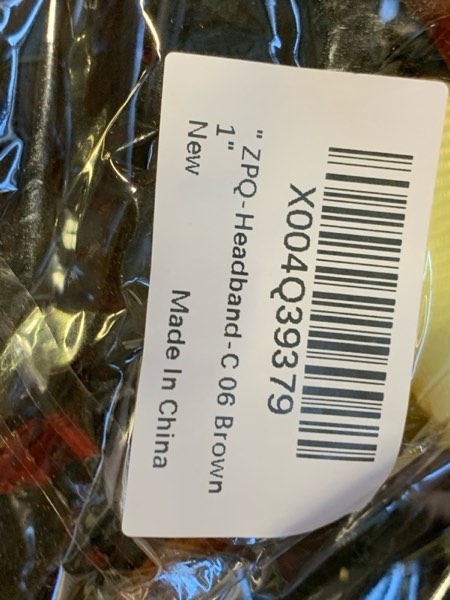 X004Q39379
" ZPQ-Headband-C 06 Brown
1"
New
Made In China